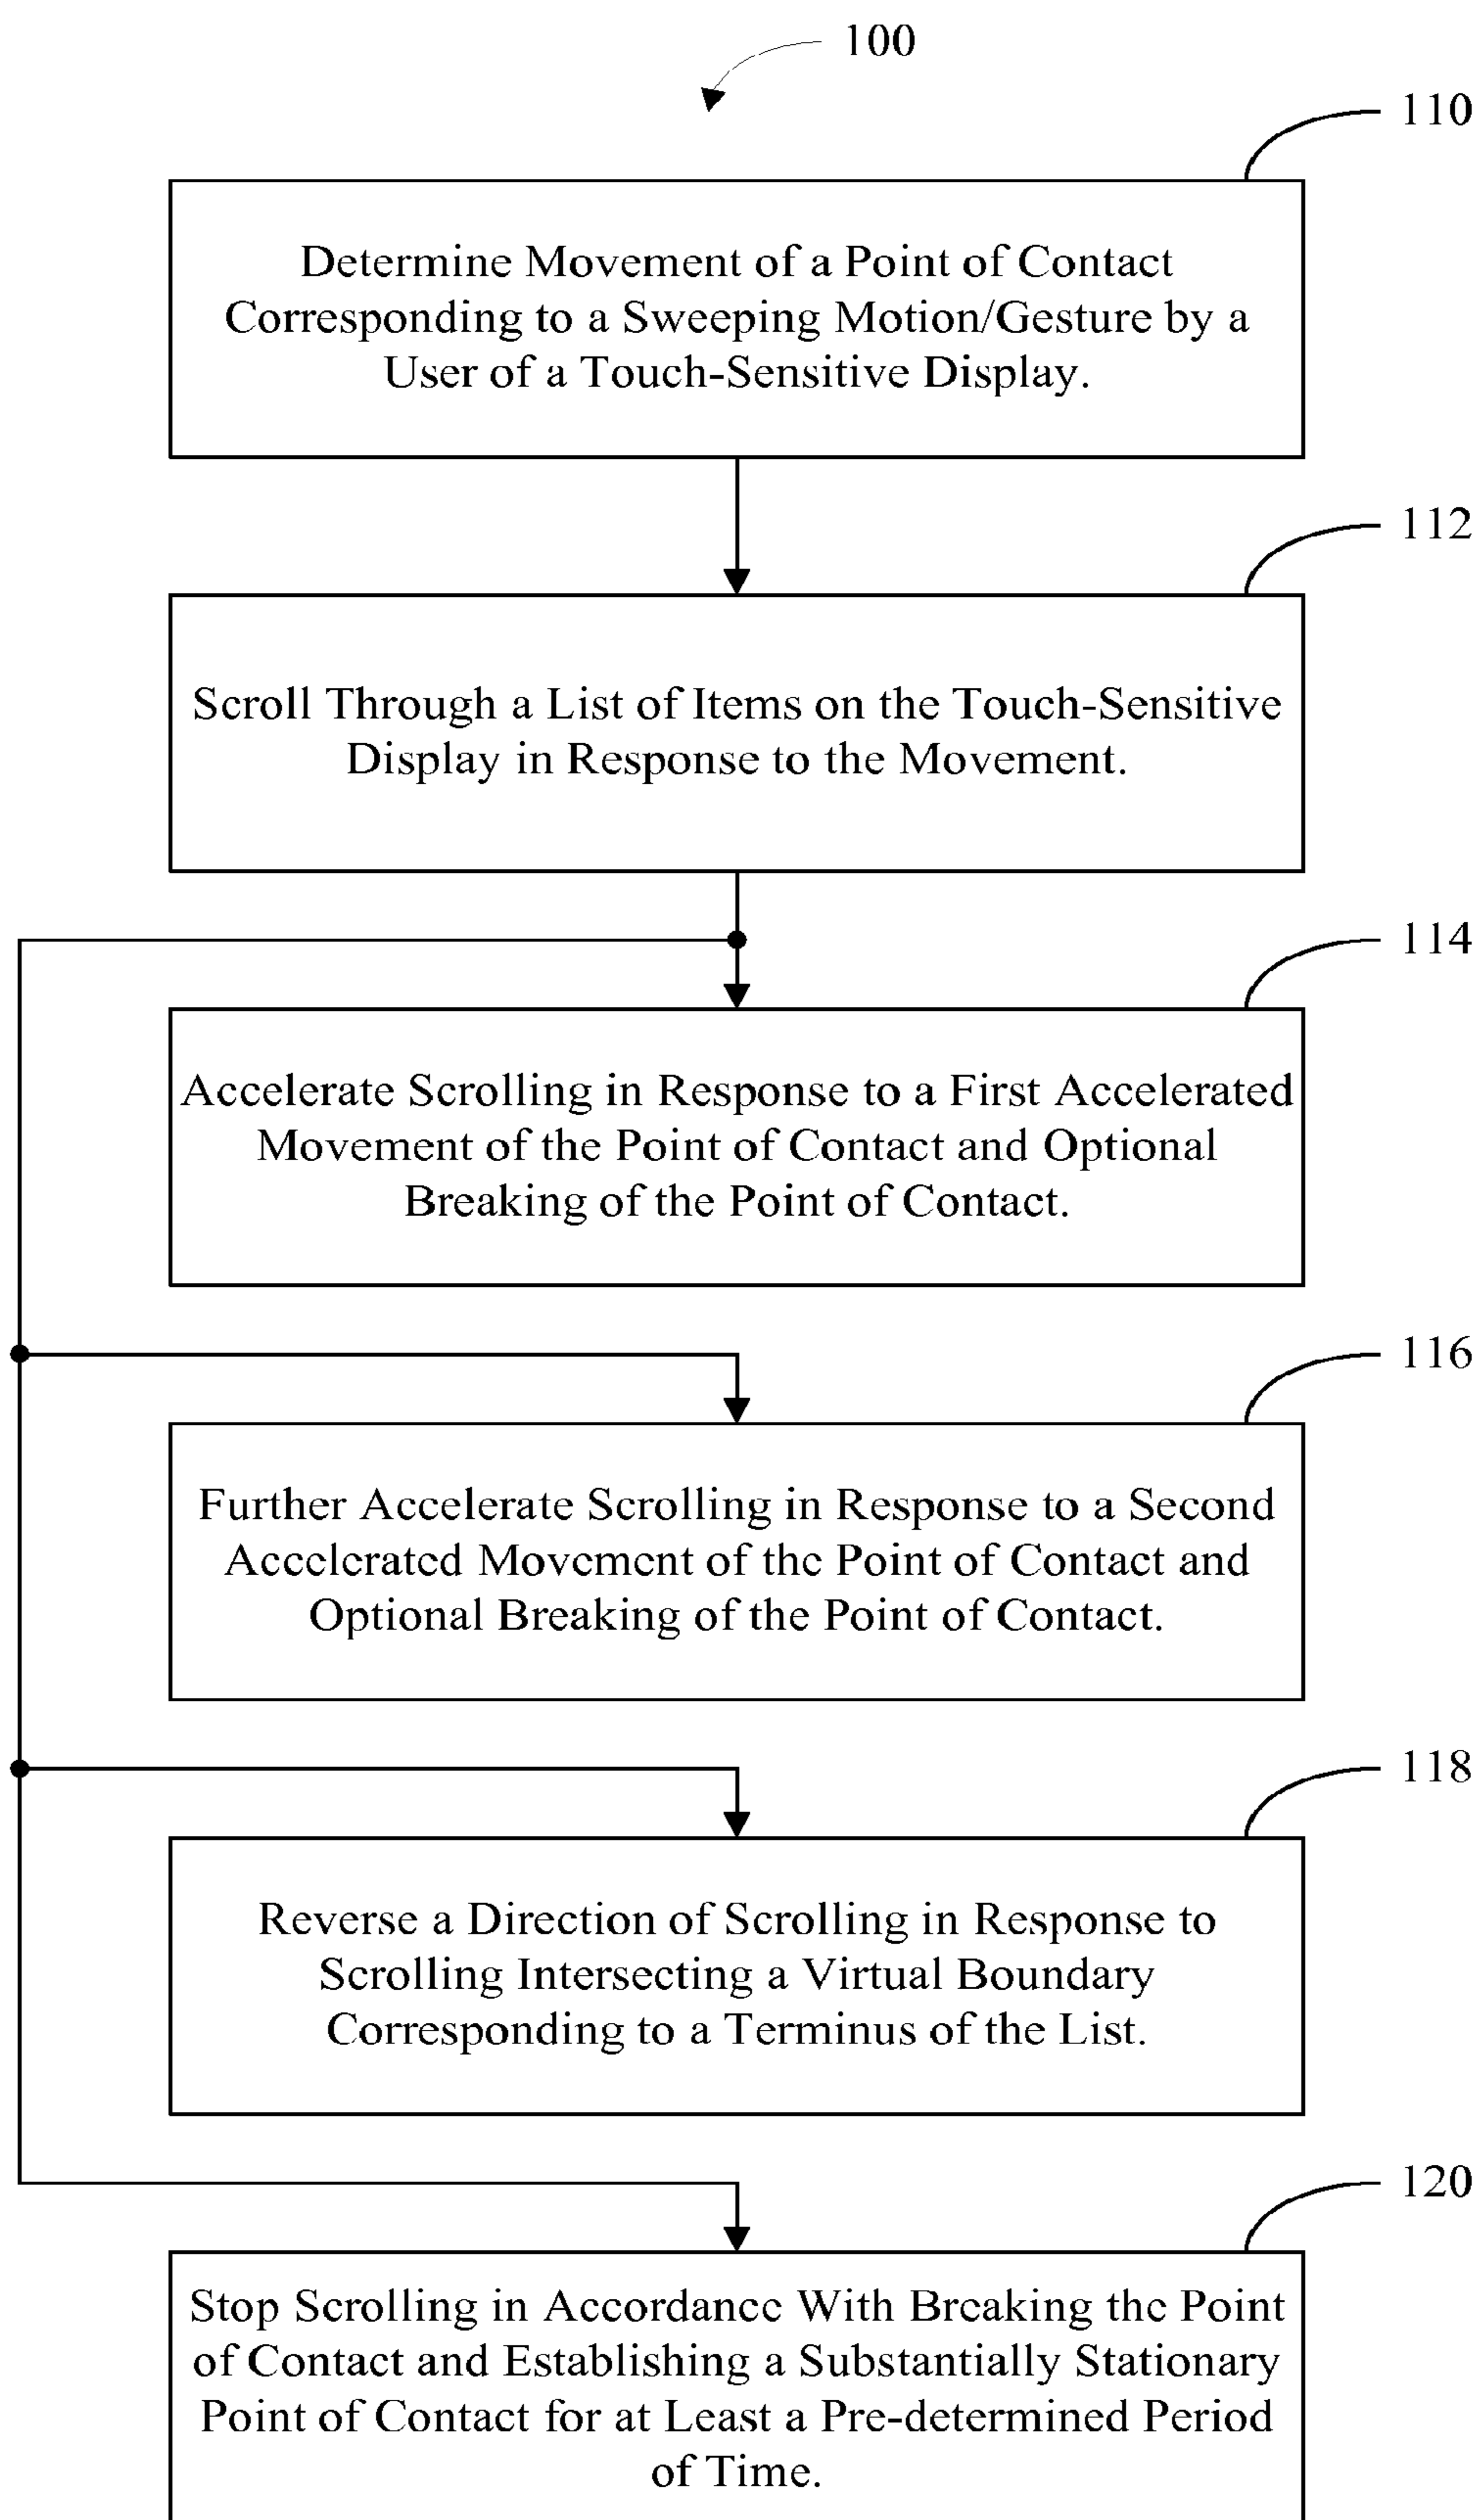 100
110
Determine Movement of a Point of Contact
Corresponding to a Sweeping Motion/Gesture by a
User of a Touch-Sensitive Display.
112
Scroll Through a List of Items on the Touch-Sensitive
Display in Response to the Movement.
114
Accelerate Scrolling in Response to a First Accelerated
Movement of the Point of Contact and Optional
Breaking of the Point of Contact.
116
Further Accelerate Scrolling in Response to a Second
Accelerated Movement of the Point of Contact and
Optional Breaking of the Point of Contact.
118
Reverse a Direction of Scrolling in Response to
Scrolling Intersecting a Virtual Boundary
Corresponding to a Terminus of the List.
120
Stop Scrolling in Accordance With Breaking the Point
of Contact and Establishing a Substantially Stationary
Point of Contact for at Least a Pre-determined Period
of Time.